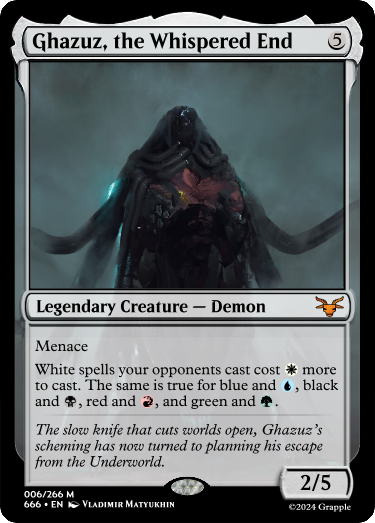 Ghazuz, the Whispered End 5
Legendary Creature — Demon
Menace
White spells your opponents cast cost more
to cast. The same is true for blue and , black
and , red and , and green and .
The slow knife that cuts worlds open, Ghazuz's
scheming has now turned to planning his escape
from the Underworld.
2/5
006/266 M
666 • EN Vladimir Matyukhin
©2024 Grapple